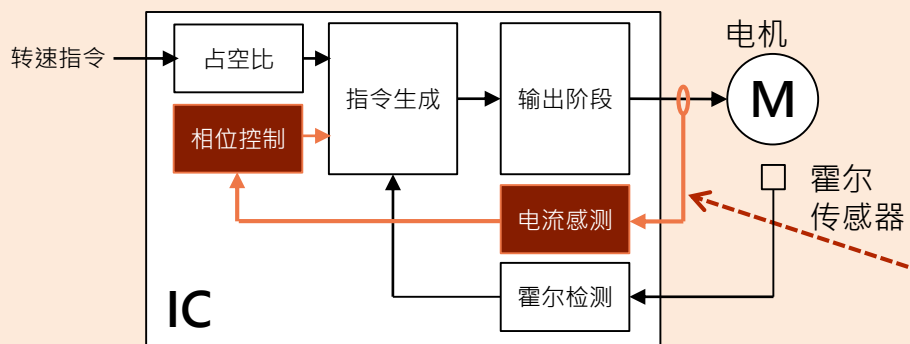 电机
转速指令
占空比
指令生成
输出阶段
M
相位控制
霍尔
传感器
电流感测
霍尔检测
IC